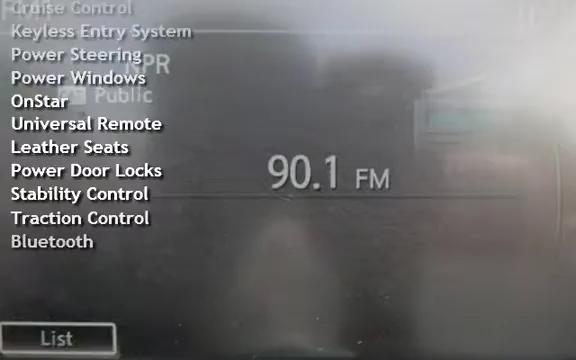 Cruise Control
Keyless Entry System
Power Steering
NPR
Power Windows
Public
OnStar
Universal Remote
Leather Seats
Power Door Locks
90.1 FM
Stability Control
Traction Control
Bluetooth
List